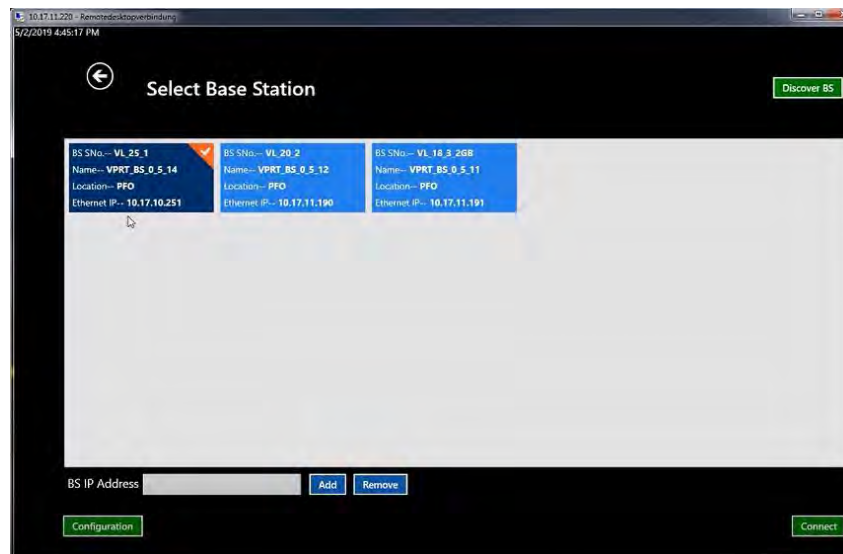 10.17.11.220 - Remotedesktopverbindung
5/2/2019 4:45:17 PM
Select Base Station
Discover BS
BS SNo.-- VL_25_1
Name-- VPRT_BS_0_5_14
Location-- PFO
Ethernet IP-- 10.17.10.251
BS SNo.-- VL_20_2
Name-- VPRT_BS_0_5_12
Location-- PFO
Ethernet IP-- 10.17.11.190
BS SNo.-- VL_18_3_2GB
Name-- VPRT_BS_0_5_11
Location-- PFO
Ethernet IP-- 10.17.11.191
BS IP Address
Add
Remove
Configuration
Connect